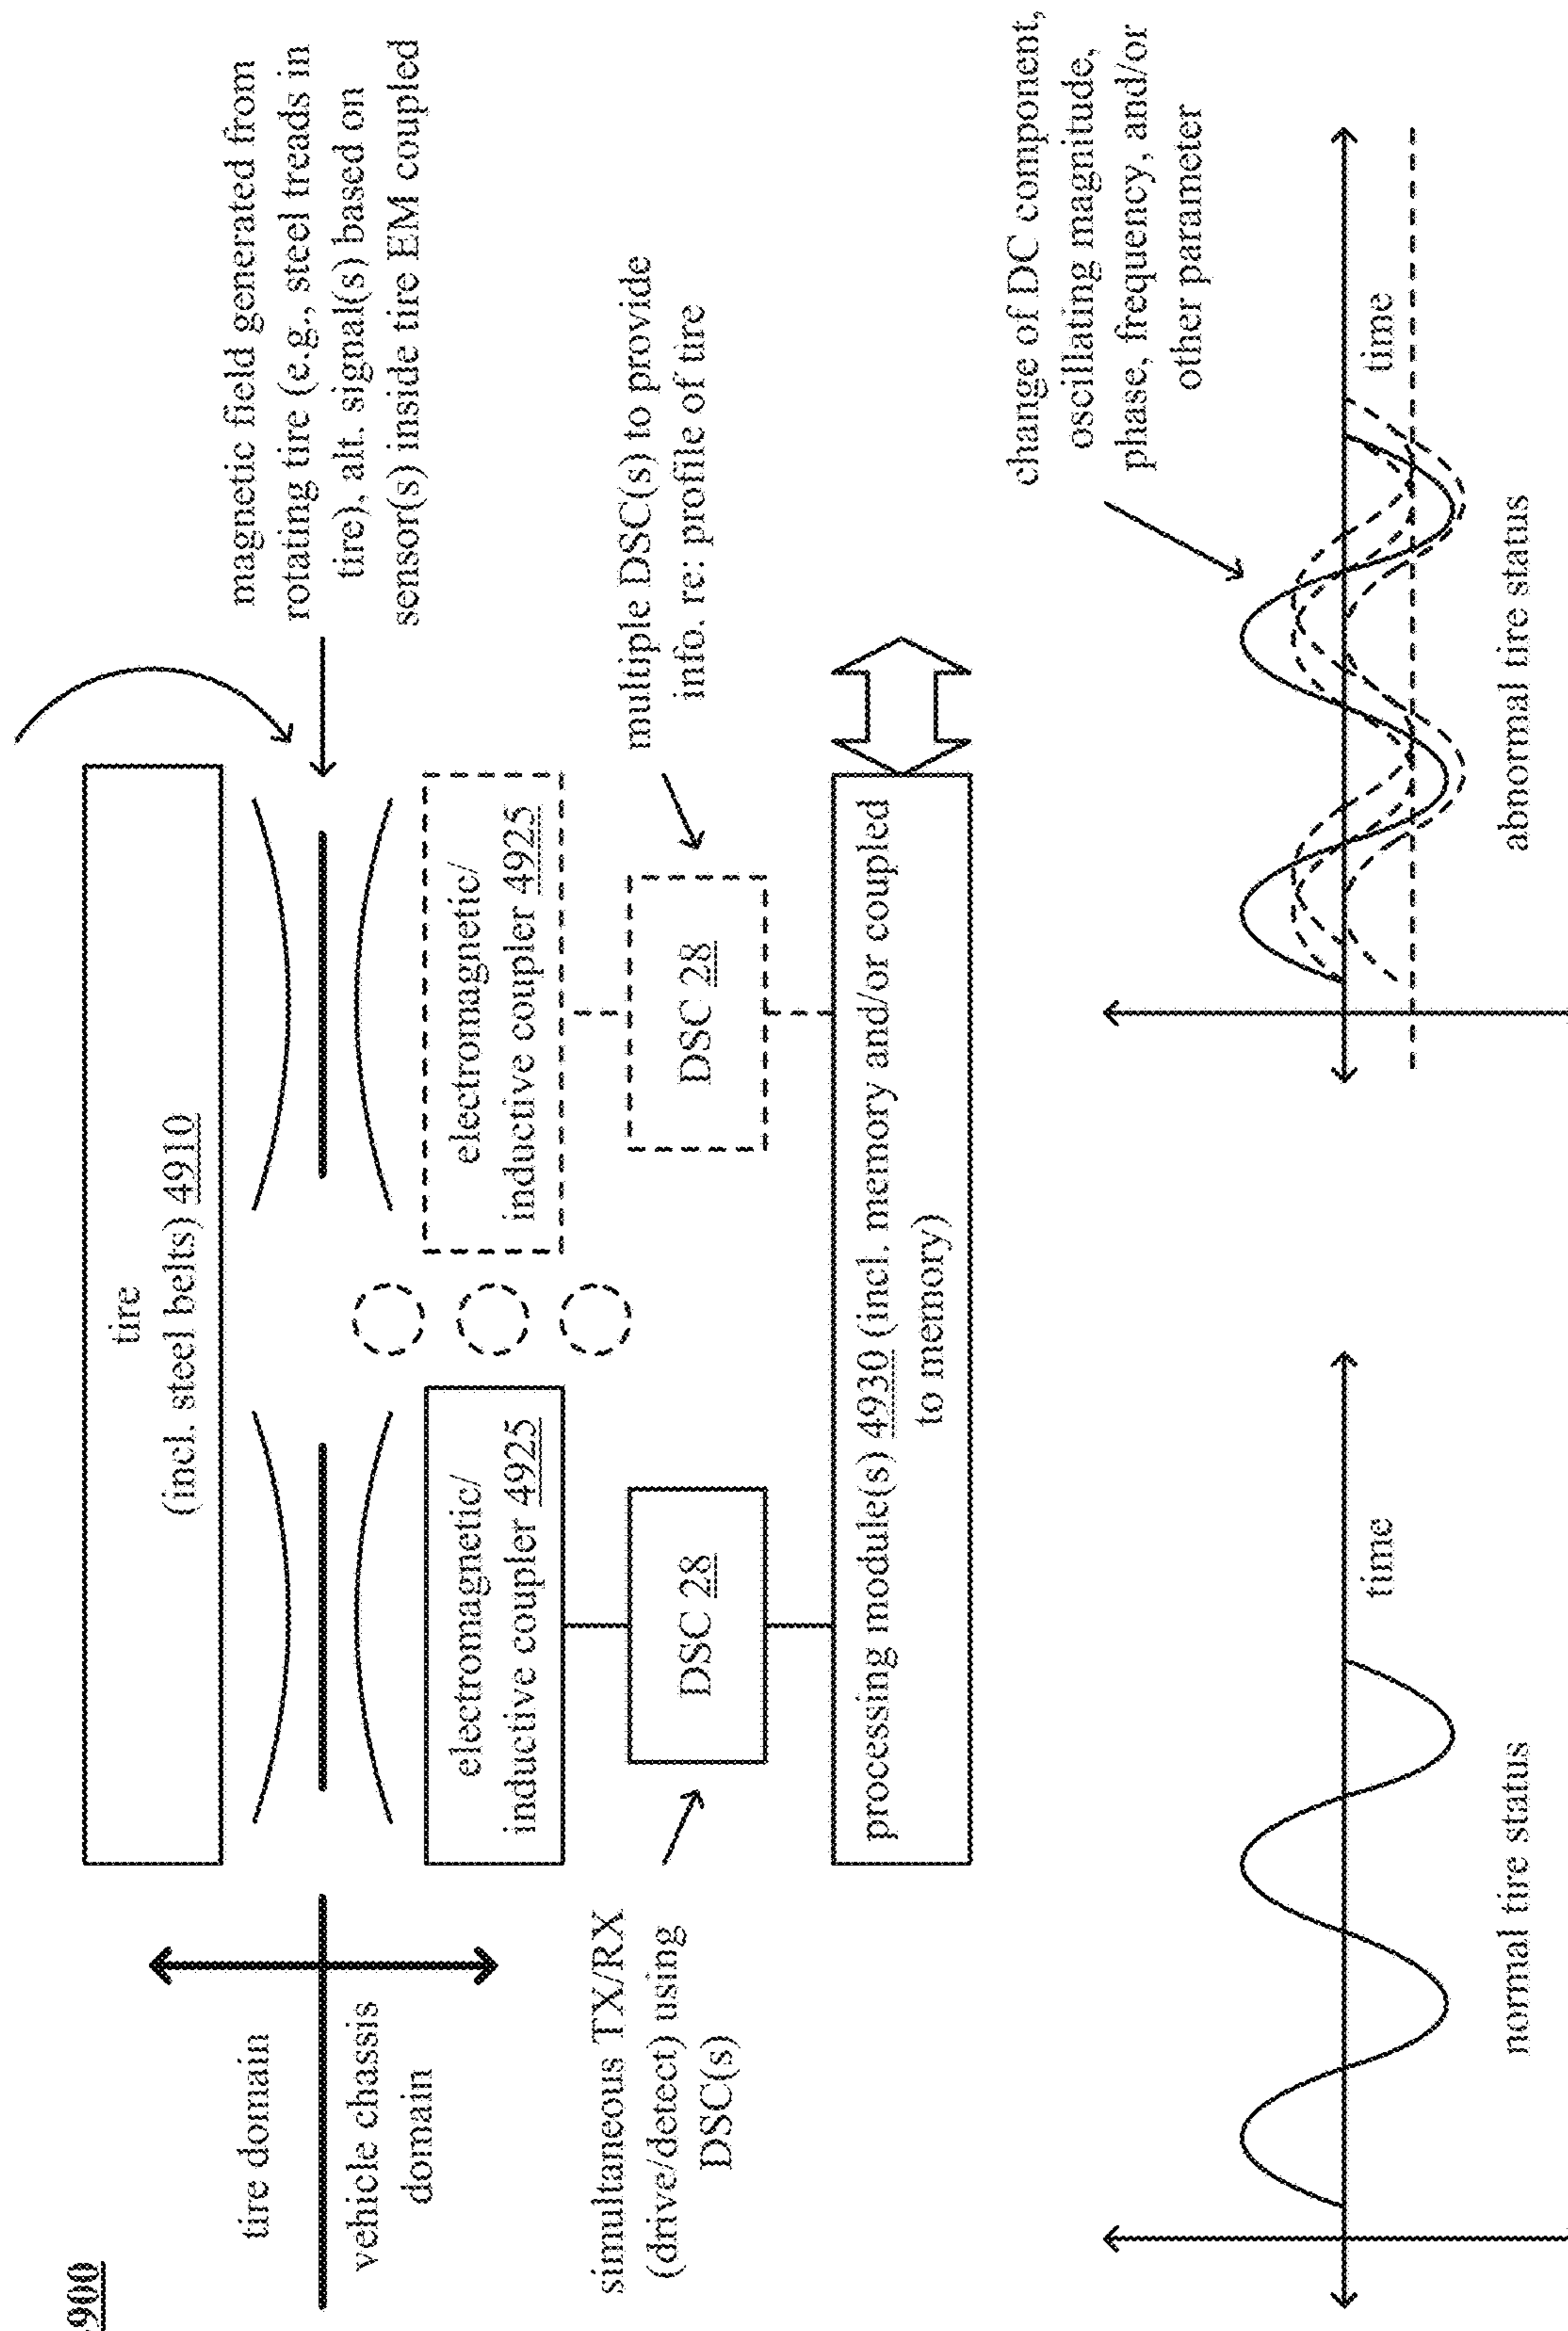 900
tire
(incl. steel belts) 4910
tire domain
vehicle chassis
domain
magnetic field generated from
rotating tire (e.g., steel treads in
tire), alt. signal(s) based on
sensor(s) inside tire EM coupled
electromagnetic/
inductive coupler 4925
electromagnetic/
inductive coupler 4925
simultaneous TX/RX
(drive/detect) using
DSC(s)
DSC 28
DSC 28
multiple DSC(s) to provide
info. re: profile of tire
processing module(s) 4930 (incl. memory and/or coupled
to memory)
time
normal tire status
change of DC component,
oscillating magnitude,
phase, frequency, and/or
other parameter
time
abnormal tire status